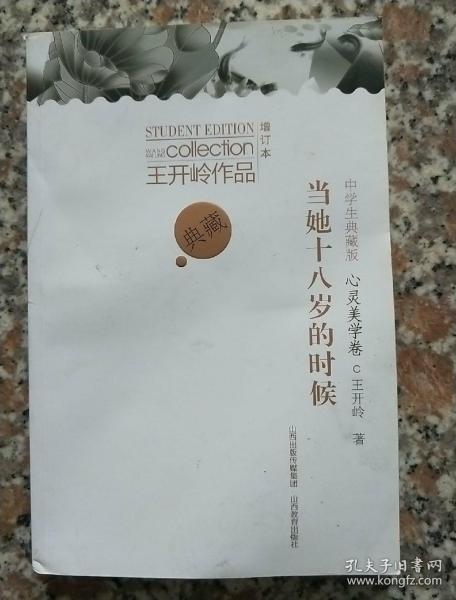 STUDENT EDITION
WANG
KAI LING
collection
王开岭作品
增订本
典藏
中学生典藏版 心灵美学卷 C 王开岭 著
当她十八岁的时候
山西出版传媒集团 山西教育出版社
孔夫子旧书网
www.kongfz.com